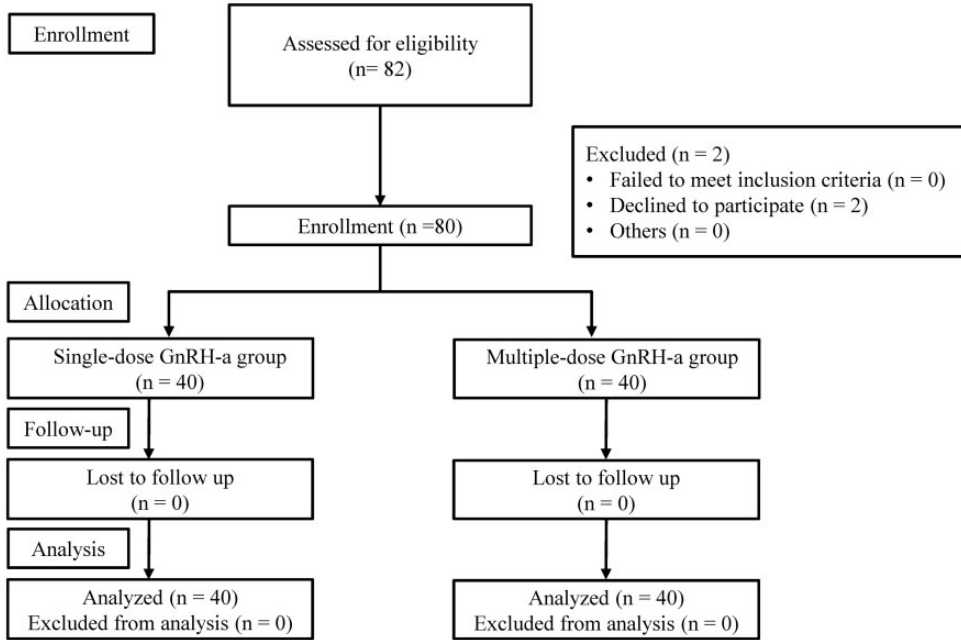 Enrollment
Assessed for eligibility
(n= 82)
Excluded (n = 2)
• Failed to meet inclusion criteria (n = 0)
• Declined to participate (n = 2)
• Others (n = 0)
Enrollment (n =80)
Allocation
Single-dose GnRH-a group
(n = 40)
Multiple-dose GnRH-a group
(n = 40)
Follow-up
Lost to follow up
(n = 0)
Lost to follow up
(n = 0)
Analysis
Analyzed (n = 40)
Excluded from analysis (n = 0)
Analyzed (n = 40)
Excluded from analysis (n = 0)